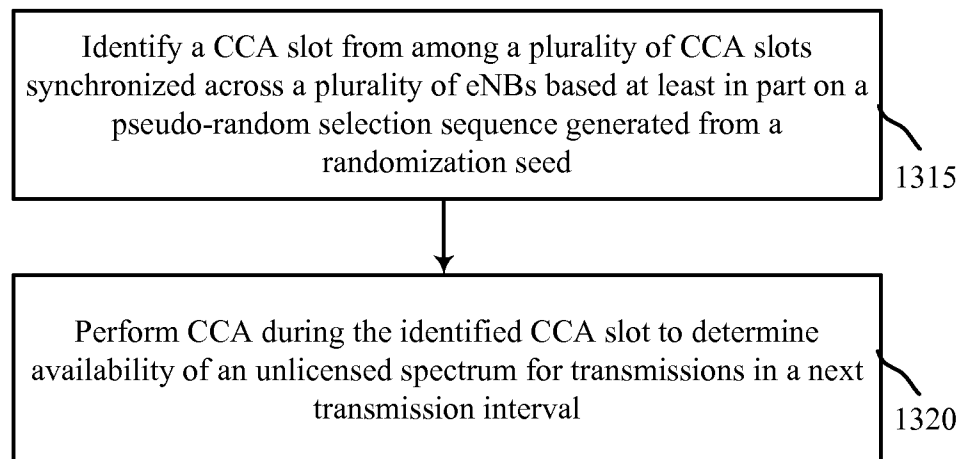 Identify a CCA slot from among a plurality of CCA slots
synchronized across a plurality of eNBs based at least in part on a
pseudo-random selection sequence generated from a
randomization seed
1315
Perform CCA during the identified CCA slot to determine
availability of an unlicensed spectrum for transmissions in a next
transmission interval
1320